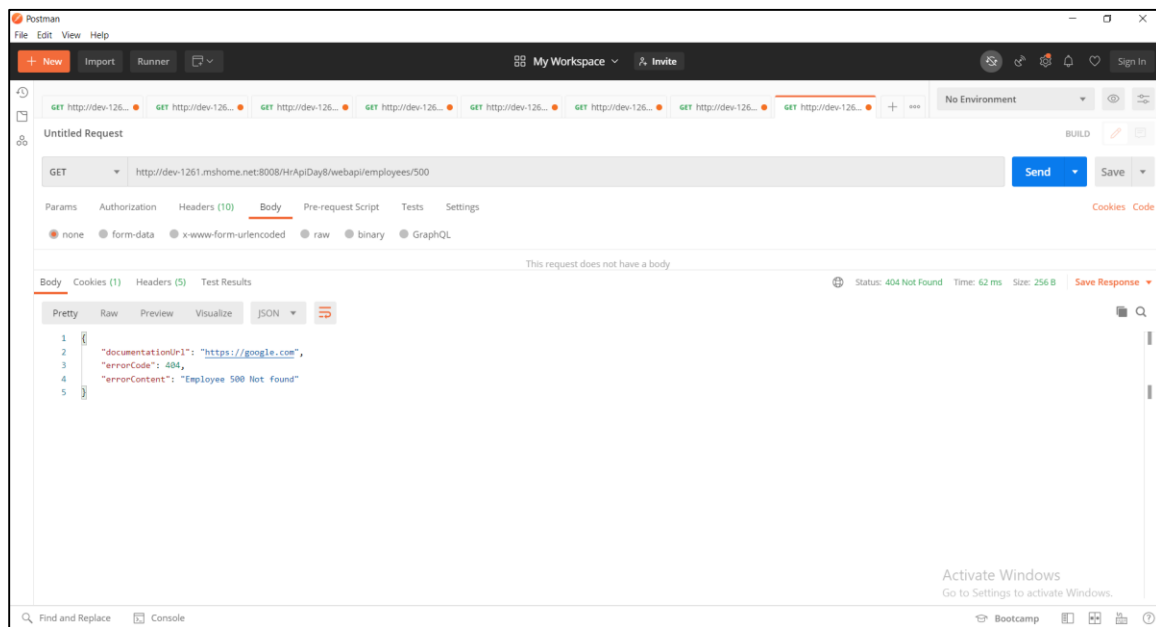 Postman
File Edit View Help
+ New Import Runner My Workspace Invite Sign In
GET http://dev-126... GET http://dev-126... GET http://dev-126... GET http://dev-126... GET http://dev-126... GET http://dev-126... GET http://dev-126... GET http://dev-126... + ooo No Environment
Untitled Request BUILD
GET http://dev-1261.mshome.net:8008/HrApiDay8/webapi/employees/500 Send Save
Params Authorization Headers (10) Body Pre-request Script Tests Settings Cookies Code
none form-data x-www-form-urlencoded raw binary GraphQL
This request does not have a body
Body Cookies (1) Headers (5) Test Results Status: 404 Not Found Time: 62 ms Size: 256 B Save Response
Pretty Raw Preview Visualize JSON
1 {
2 "documentationUrl": "https://google.com",
3 "errorCode": 404,
4 "errorContent": "Employee 500 Not found"
5 }
Activate Windows
Go to Settings to activate Windows.
Find and Replace Console Bootcamp